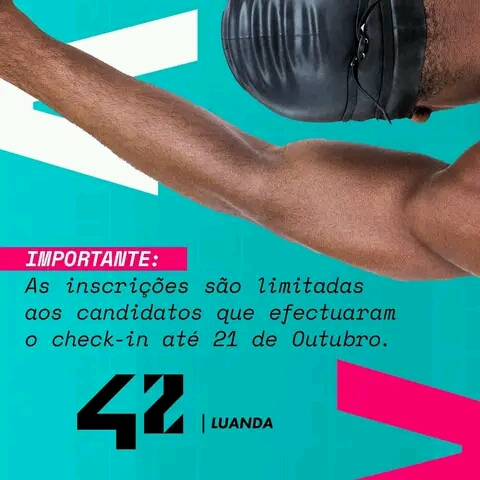 IMPORTANTE:
As inscrições são limitadas
aos candidatos que efectuaram
o check-in até 21 de Outubro.
42 | LUANDA